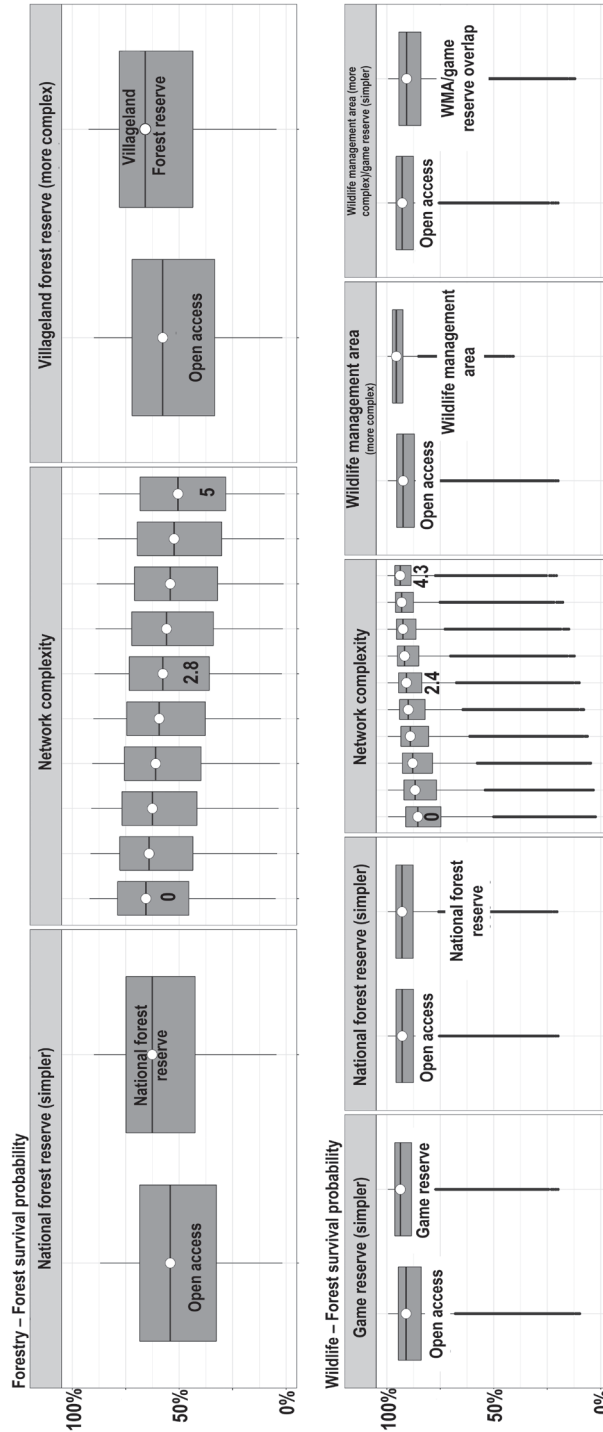 Forestry – Forest survival probability
National forest reserve (simpler)
Network complexity
Villageland forest reserve (more complex)
100%
50%
0%
Open access
National forest
reserve
0
2.8
5
Open access
Villageland
Forest reserve
Wildlife – Forest survival probability
Game reserve (simpler)
National forest reserve (simpler)
Network complexity
Wildlife management area
(more complex)
Wildlife management area (more
complex)/game reserve (simpler)
100%
50%
0%
Open access
Game reserve
Open access
National forest
reserve
0
2.4
4.3
Open access
Wildlife management
area
Open access
WMA/game
reserve overlap